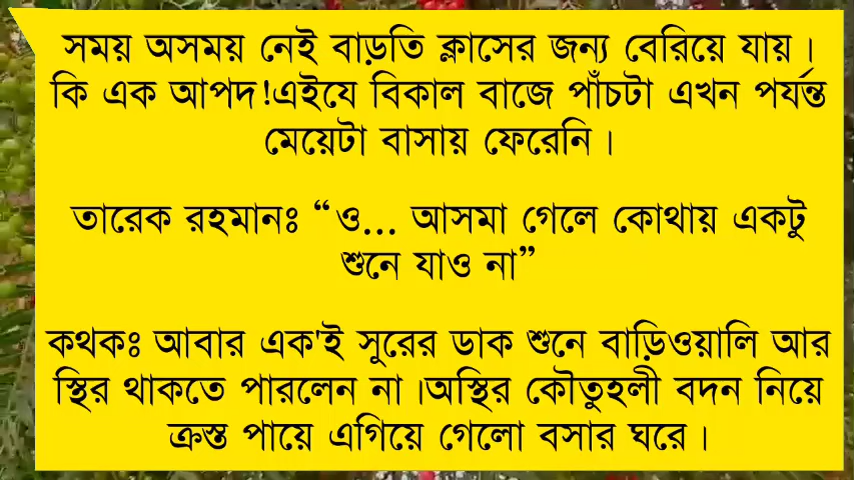 সময় অসময় নেই বাড়তি ক্লাসের জন্য বেরিয়ে যায়।
কি এক আপদ!এইযে বিকাল বাজে পাঁচটা এখন পর্যন্ত
মেয়েটা বাসায় ফেরেনি।
তারেক রহমানঃ “ও... আসমা গেলে কোথায় একটু
শুনে যাও না”
কথকঃ আবার এক'ই সুরের ডাক শুনে বাড়িওয়ালি আর
স্থির থাকতে পারলেন না।অস্থির কৌতুহলী বদন নিয়ে
ক্রস্ত পায়ে এগিয়ে গেলো বসার ঘরে।